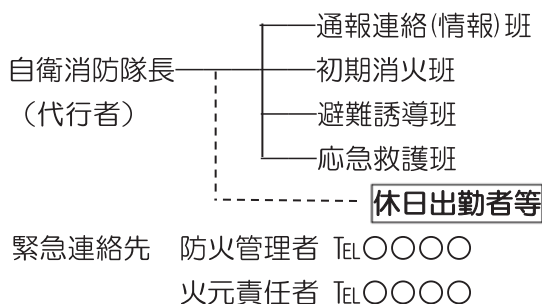 通報連絡(情報)班
自衛消防隊長
初期消火班
（代行者）
避難誘導班
応急救護班
休日出勤者等
緊急連絡先 防火管理者 TEL〇〇〇〇
火元責任者 TEL〇〇〇〇